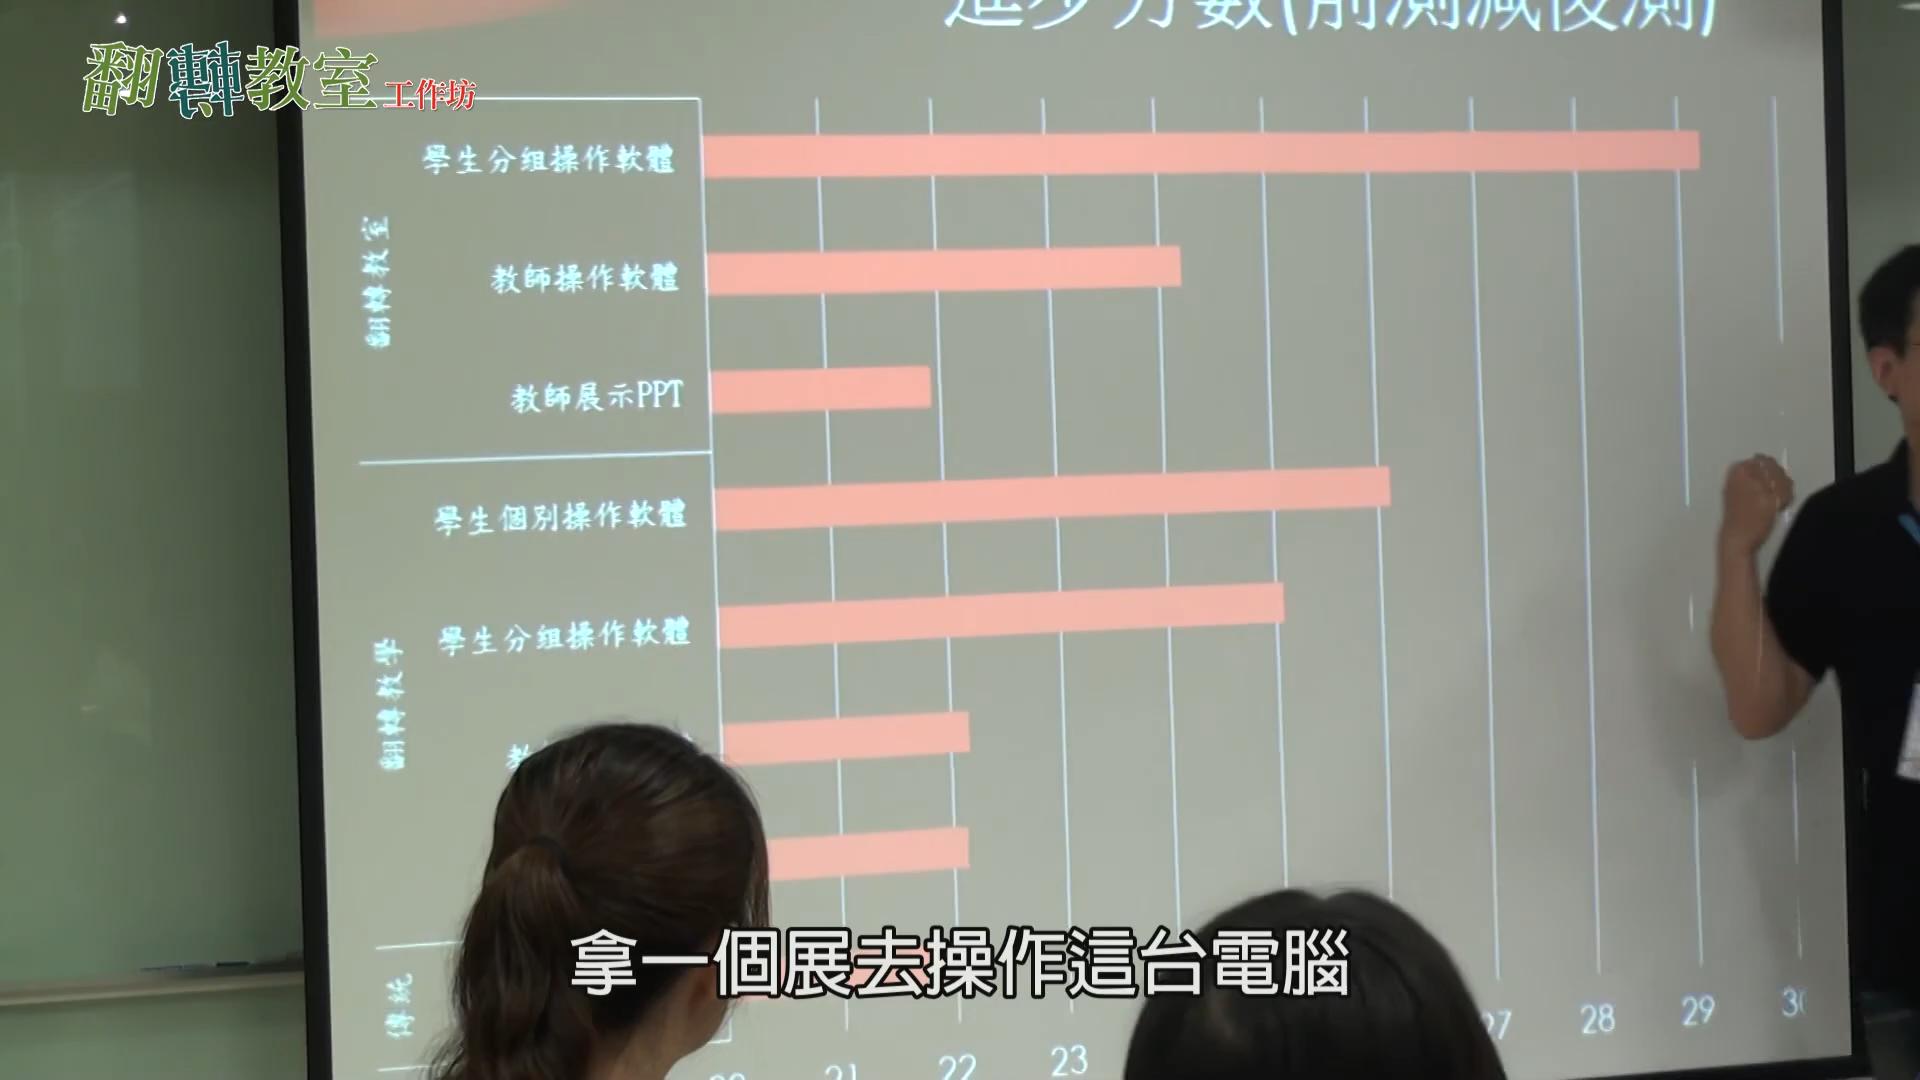 進步分數(前測減後測)
翻轉教室工作坊
翻轉教室
學生分組操作軟體
教師操作軟體
教師展示PPT
翻轉教學
學生個別操作軟體
學生分組操作軟體
教
傳統
拿一個展去操作這台電腦
21
22
23
28
29